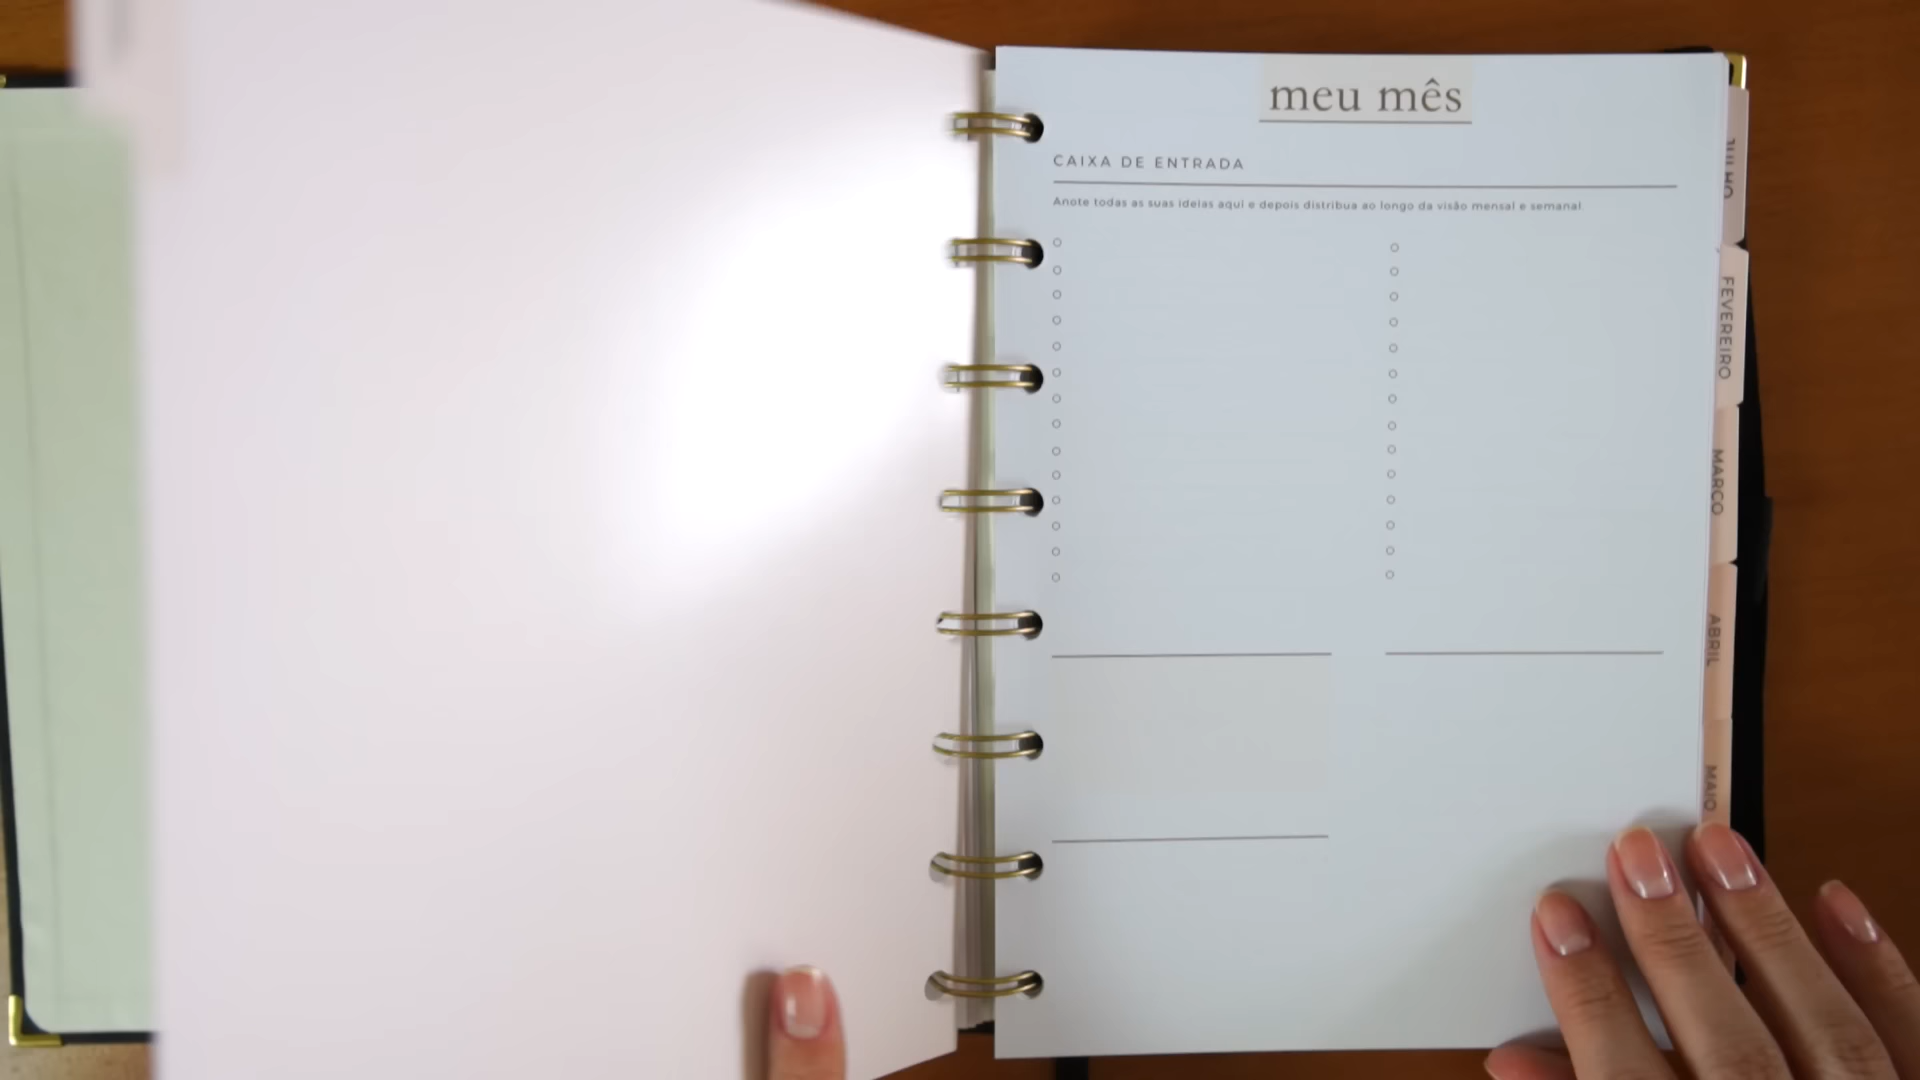 meu mês
CAIXA DE ENTRADA
Anote todas as suas ideias aqui e depois distribua ao longo da visão mensal e semanal.
JULHO
FEVEREIRO
MARÇO
ABRIL
MAIO